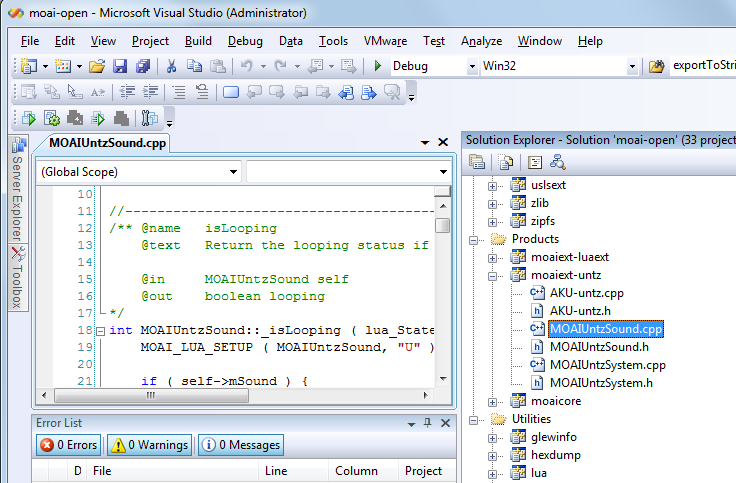 moai-open - Microsoft Visual Studio (Administrator)
File Edit View Project Build Debug Data Tools VMware Test Analyze Window Help
Debug Win32 exportToStri
MOAIUntzSound.cpp
(Global Scope)
10
11 //-----------------------------------
12 /** @name isLooping
13 @text Return the looping status if
14
15 @in MOAIUntzSound self
16 @out boolean looping
17 */
18 int MOAIUntzSound::_isLooping ( lua_State
19 MOAI_LUA_SETUP ( MOAIUntzSound, "U" )
20
21 if ( self->mSound ) {
Server Explorer
Toolbox
Error List
0 Errors 0 Warnings 0 Messages
D File Line Column Project
Solution Explorer - Solution 'moai-open' (33 project
uslsext
zlib
zipfs
Products
moaiext-luaext
moaiext-untz
AKU-untz.cpp
AKU-untz.h
MOAIUntzSound.cpp
MOAIUntzSound.h
MOAIUntzSystem.cpp
MOAIUntzSystem.h
moaicore
Utilities
glewinfo
hexdump
lua